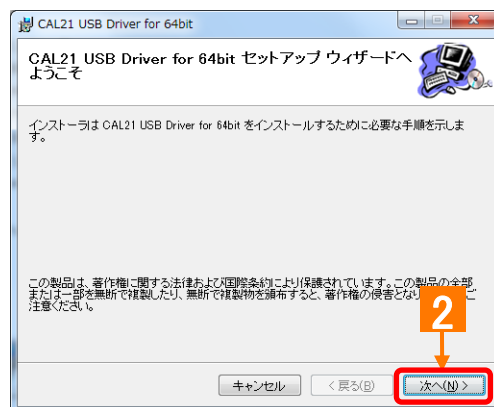 CAL21 USB Driver for 64bit
CAL21 USB Driver for 64bit セットアップ ウィザードへ
ようこそ
インストーラは CAL21 USB Driver for 64bit をインストールするために必要な手順を示しま
す。
この製品は、著作権に関する法律および国際条約により保護されています。この製品の全部
または一部を無断で複製したり、無断で複製物を頒布すると、著作権の侵害となり
ご
注意ください。
2
キャンセル
< 戻る(B)
次へ(N) >